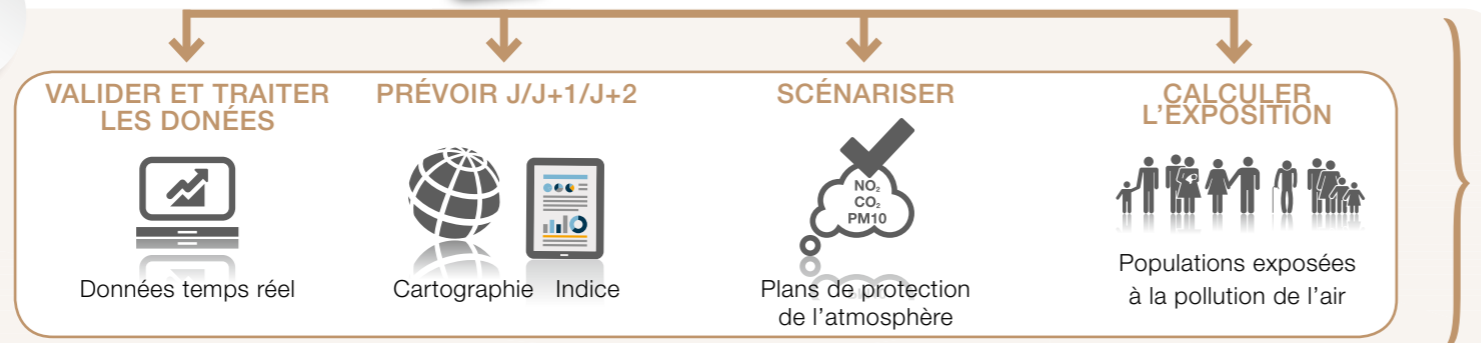 VALIDER ET TRAITER
LES DONÉES
Données temps réel
PRÉVOIR J/J+1/J+2
Cartographie Indice
SCÉNARISER
NO₂
CO₂
PM10
Plans de protection
de l'atmosphère
CALCULER
L'EXPOSITION
Populations exposées
à la pollution de l'air